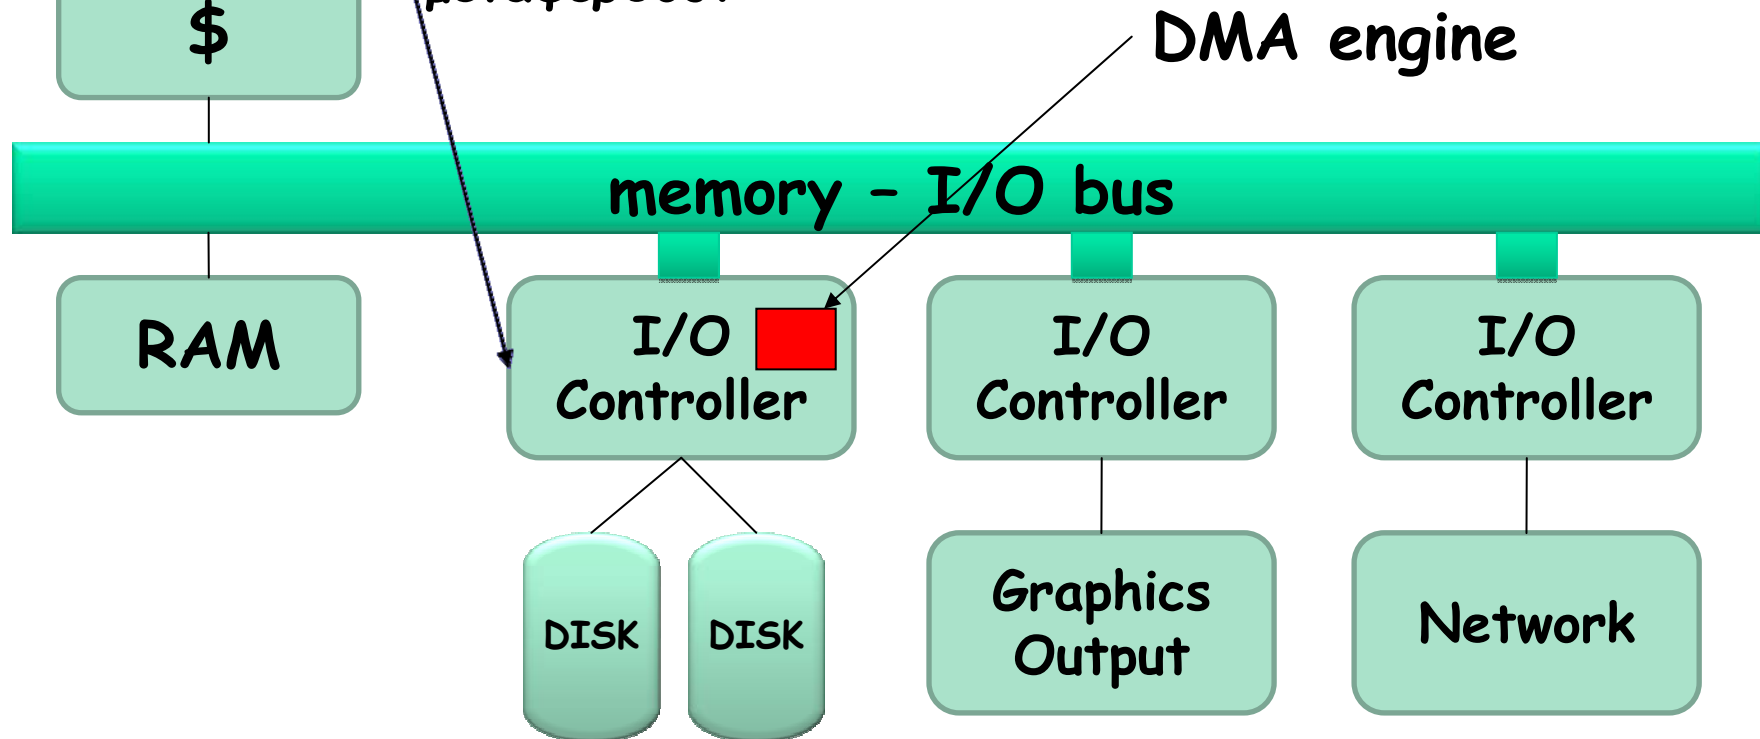 $
DMA engine
memory – I/O bus
RAM
I/O
Controller
I/O
Controller
I/O
Controller
DISK
DISK
Graphics
Output
Network